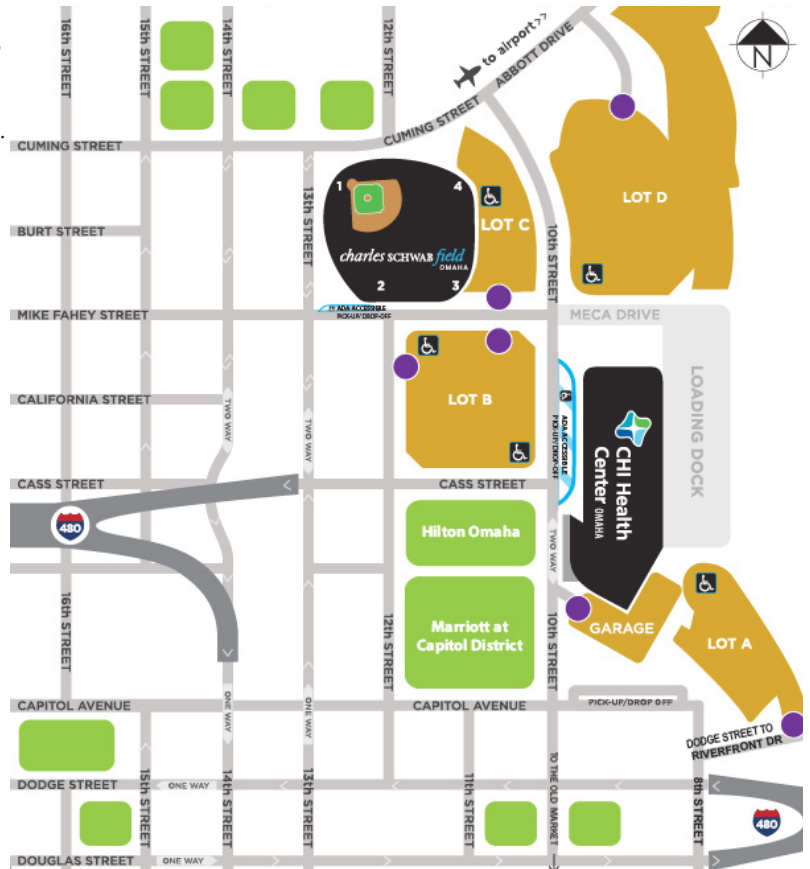 16th STREET
15th STREET
14th STREET
12th STREET
to airport>>
ABBOTT DRIVE
N
CUMING STREET
CUMING STREET
13th STREET
1
4
LOT C
LOT D
BURT STREET
10th STREET
charles SCHWAB field
OMAHA
2
3
MIKE FAHEY STREET
ADA ACCESSIBLE
PICK-UP/DROP-OFF
MECA DRIVE
CALIFORNIA STREET
TWO WAY
TWO WAY
LOT B
ADA ACCESSIBLE
PICK-UP/DROP-OFF
CHI Health
Center OMAHA
LOADING DOCK
CASS STREET
CASS STREET
480
Hilton Omaha
TWO WAY
16th STREET
12th STREET
Marriott at
Capitol District
10th STREET
GARAGE
LOT A
CAPITOL AVENUE
ONE WAY
ONE WAY
CAPITOL AVENUE
PICK-UP/DROP OFF
DODGE STREET TO
RIVERFRONT DR
DODGE STREET
ONE WAY
15th STREET
14th STREET
13th STREET
11th STREET
TO THE OLD MARKET
8th STREET
480
DOUGLAS STREET
ONE WAY